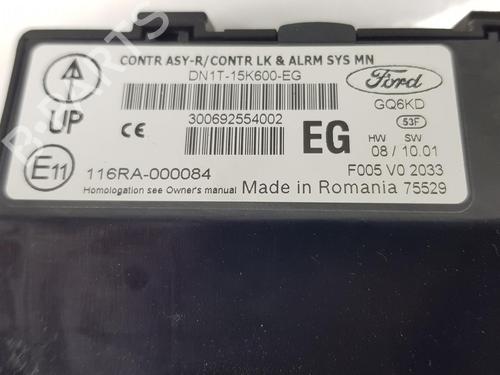 CONTR ASY-R/CONTR LK & ALRM SYS MN
DN1T-15K600-EG
Ford
GQ6KD
53F
300692554002
UP
CE
EG
HW SW
08 / 10.01
E11
116RA-000084
F005 V0 2033
Homologation see Owner's manual Made in Romania 75529
B-PARTS